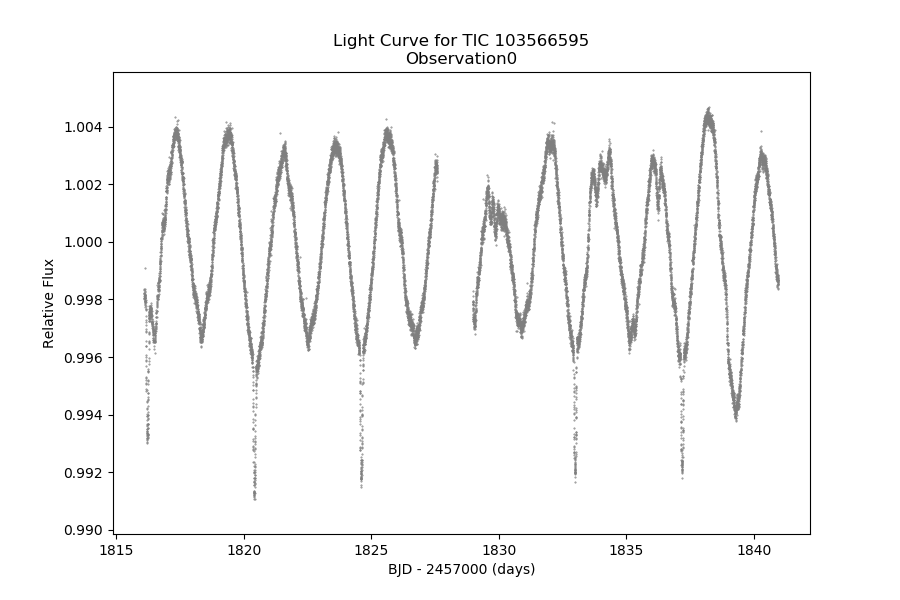 Light Curve for TIC 103566595
Observation0
Relative Flux
1.004
1.002
1.000
0.998
0.996
0.994
0.992
0.990
1815 1820 1825 1830 1835 1840
BJD - 2457000 (days)